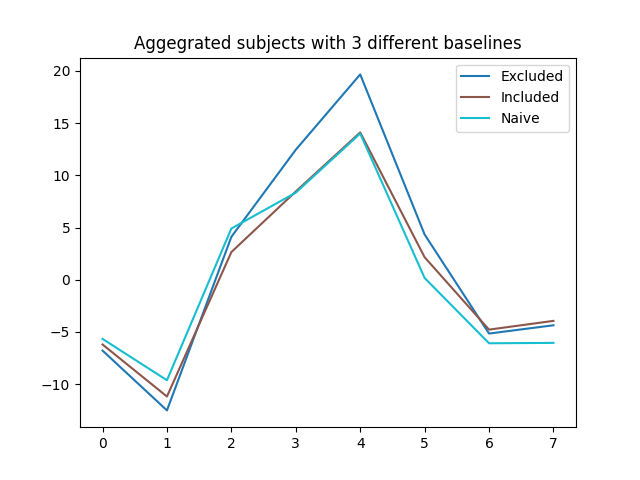 Aggegrated subjects with 3 different baselines
20
15
10
5
0
−5
−10
Excluded
Included
Naive
0 1 2 3 4 5 6 7